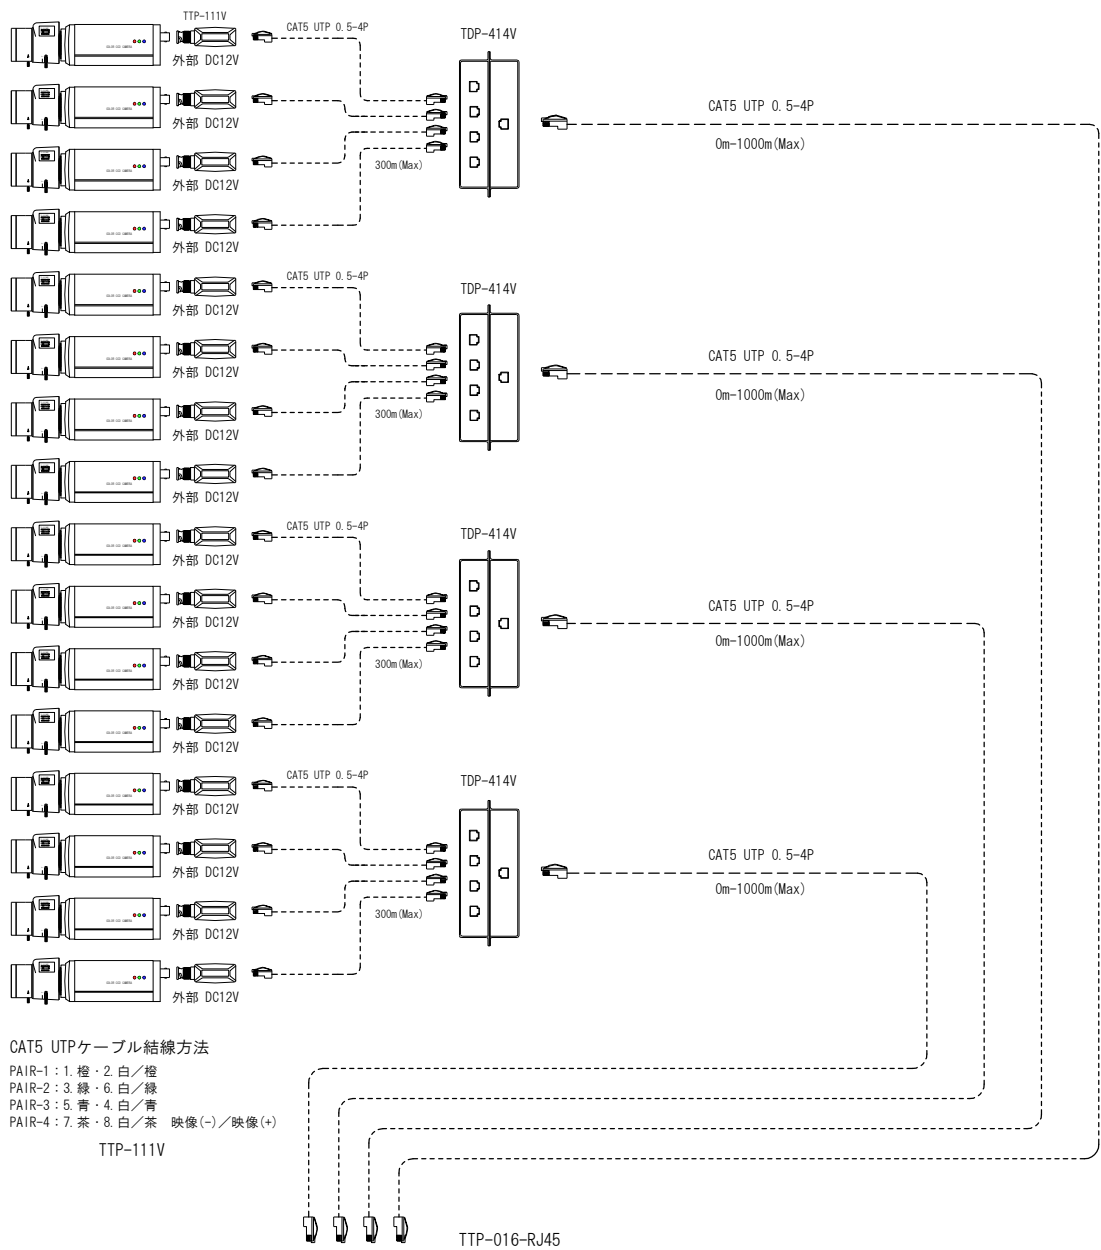 TTP-111V
CAT5 UTP 0.5-4P
TDP-414V
外部 DC12V
外部 DC12V
CAT5 UTP 0.5-4P
0m-1000m(Max)
300m(Max)
外部 DC12V
外部 DC12V
CAT5 UTP 0.5-4P
TDP-414V
外部 DC12V
CAT5 UTP 0.5-4P
外部 DC12V
0m-1000m(Max)
300m(Max)
外部 DC12V
外部 DC12V
CAT5 UTP 0.5-4P
TDP-414V
外部 DC12V
CAT5 UTP 0.5-4P
外部 DC12V
0m-1000m(Max)
300m(Max)
外部 DC12V
外部 DC12V
CAT5 UTP 0.5-4P
TDP-414V
外部 DC12V
CAT5 UTP 0.5-4P
外部 DC12V
0m-1000m(Max)
300m(Max)
外部 DC12V
外部 DC12V
CAT5 UTPケーブル結線方法
PAIR-1：1.橙・2.白／橙
PAIR-2：3.緑・6.白／緑
PAIR-3：5.青・4.白／青
PAIR-4：7.茶・8.白／茶 映像(-)／映像(+)
TTP-111V
TTP-016-RJ45